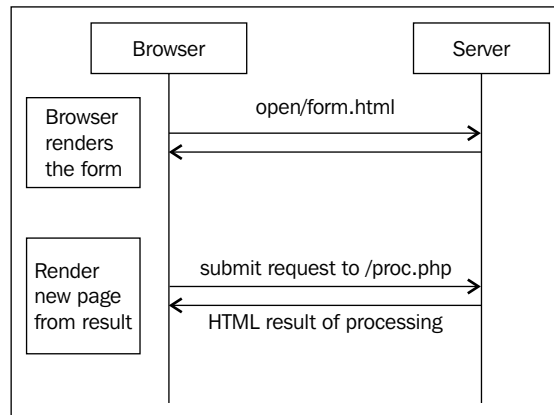 Browser
Server
open/form.html
Browser
renders
the form
submit request to /proc.php
Render
new page
from result
HTML result of processing